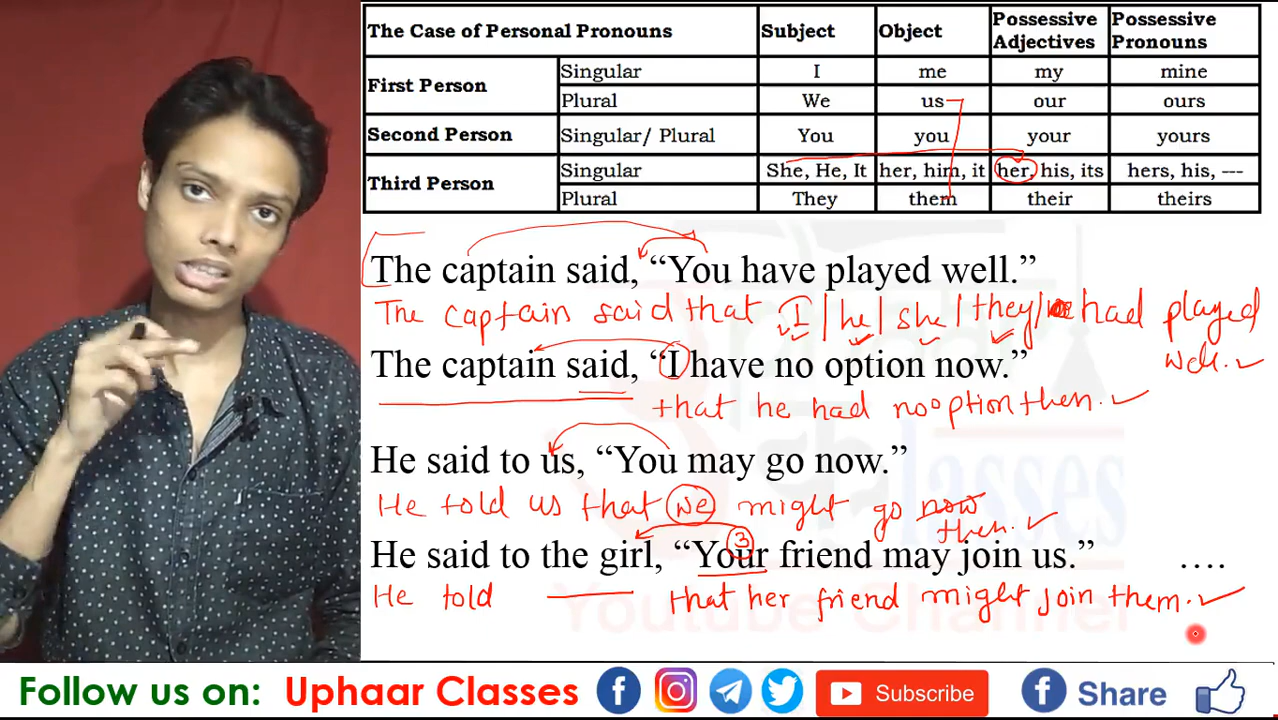 The Case of Personal Pronouns Subject Object Possessive Adjectives Possessive Pronouns
First Person Singular I me my mine
Plural We us our ours
Second Person Singular/ Plural You you your yours
Third Person Singular She, He, It her, him, it her, his, its hers, his, ---
Plural They them their theirs
The captain said, “You have played well.”
The captain said that I / he / she / they / had played
well.
The captain said, “I have no option now.”
that he had no option then.
He said to us, “You may go now.”
He told us that we might go now
then.
3
He said to the girl, “Your friend may join us.” ....
He told that her friend might join them.
lasses
Youtube Channel
Follow us on: Uphaar Classes Subscribe Share